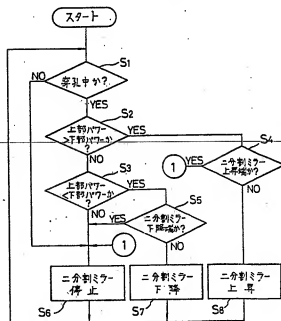 スタート
S1
穿孔中か?
NO
YES
S2
上部パワー
>下部パワーか
?
YES
NO
S4
二分割ミラー
上昇端か?
YES
1
NO
S3
上部パワー
<下部パワーか
?
YES
NO
S5
二分割ミラー
下降端か?
YES
NO
1
二分割ミラー
停止
S6
二分割ミラー
下降
S7
二分割ミラー
上昇
S8